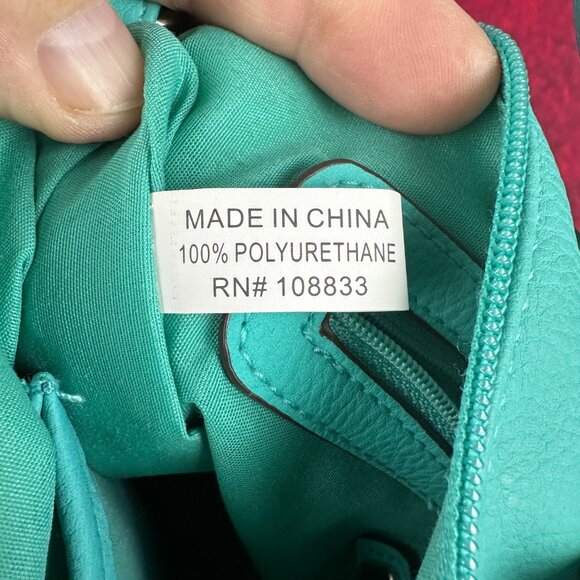 MADE IN CHINA
100% POLYURETHANE
RN# 108833